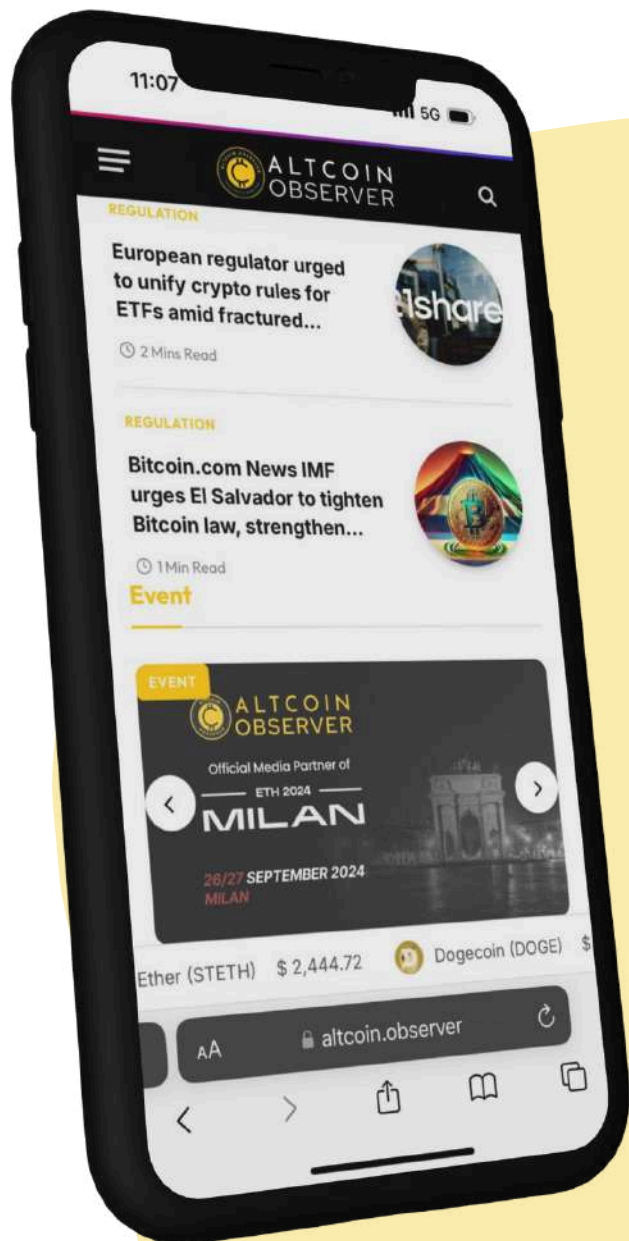 11:07
5G
ALTCOIN
OBSERVER
REGULATION
European regulator urged
to unify crypto rules for
ETFs amid fractured...
2 Mins Read
REGULATION
Bitcoin.com News IMF
urges El Salvador to tighten
Bitcoin law, strengthen...
1 Min Read
Event
EVENT
ALTCOIN
OBSERVER
Official Media Partner of
ETH 2024
MILAN
26/27 SEPTEMBER 2024
MILAN
Ether (STETH) $ 2,444.72 Dogecoin (DOGE) $
AA altcoin.observer